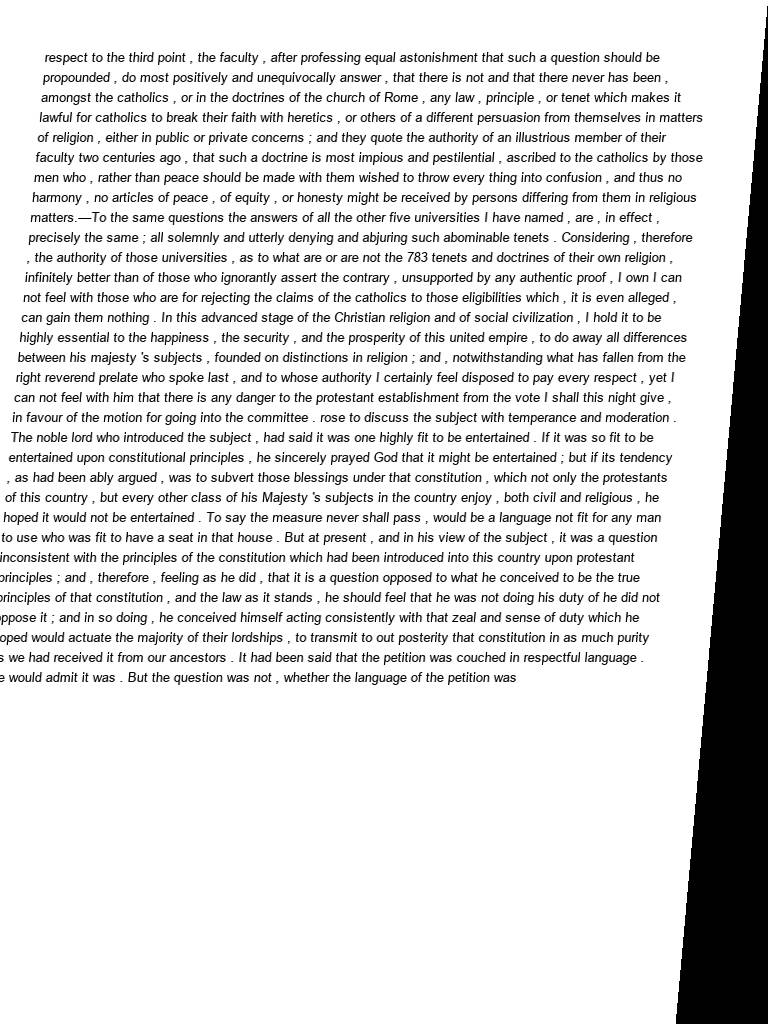 respect to the third point , the faculty , after professing equal astonishment that such a question should be
propounded , do most positively and unequivocally answer , that there is not and that there never has been ,
amongst the catholics , or in the doctrines of the church of Rome , any law , principle , or tenet which makes it
lawful for catholics to break their faith with heretics , or others of a different persuasion from themselves in matters
of religion , either in public or private concerns ; and they quote the authority of an illustrious member of their
faculty two centuries ago , that such a doctrine is most impious and pestilential , ascribed to the catholics by those
men who , rather than peace should be made with them wished to throw every thing into confusion , and thus no
harmony , no articles of peace , of equity , or honesty might be received by persons differing from them in religious
matters.—To the same questions the answers of all the other five universities I have named , are , in effect ,
precisely the same ; all solemnly and utterly denying and abjuring such abominable tenets . Considering , therefore
, the authority of those universities , as to what are or are not the 783 tenets and doctrines of their own religion ,
infinitely better than of those who ignorantly assert the contrary , unsupported by any authentic proof , I own I can
not feel with those who are for rejecting the claims of the catholics to those eligibilities which , it is even alleged ,
can gain them nothing . In this advanced stage of the Christian religion and of social civilization , I hold it to be
highly essential to the happiness , the security , and the prosperity of this united empire , to do away all differences
between his majesty 's subjects , founded on distinctions in religion ; and , notwithstanding what has fallen from the
right reverend prelate who spoke last , and to whose authority I certainly feel disposed to pay every respect , yet I
can not feel with him that there is any danger to the protestant establishment from the vote I shall this night give ,
in favour of the motion for going into the committee . rose to discuss the subject with temperance and moderation .
The noble lord who introduced the subject , had said it was one highly fit to be entertained . If it was so fit to be
entertained upon constitutional principles , he sincerely prayed God that it might be entertained ; but if its tendency
, as had been ably argued , was to subvert those blessings under that constitution , which not only the protestants
of this country , but every other class of his Majesty 's subjects in the country enjoy , both civil and religious , he
hoped it would not be entertained . To say the measure never shall pass , would be a language not fit for any man
to use who was fit to have a seat in that house . But at present , and in his view of the subject , it was a question
inconsistent with the principles of the constitution which had been introduced into this country upon protestant
principles ; and , therefore , feeling as he did , that it is a question opposed to what he conceived to be the true
principles of that constitution , and the law as it stands , he should feel that he was not doing his duty of he did not
ppose it ; and in so doing , he conceived himself acting consistently with that zeal and sense of duty which he
oped would actuate the majority of their lordships , to transmit to out posterity that constitution in as much purity
s we had received it from our ancestors . It had been said that the petition was couched in respectful language .
e would admit it was . But the question was not , whether the language of the petition was